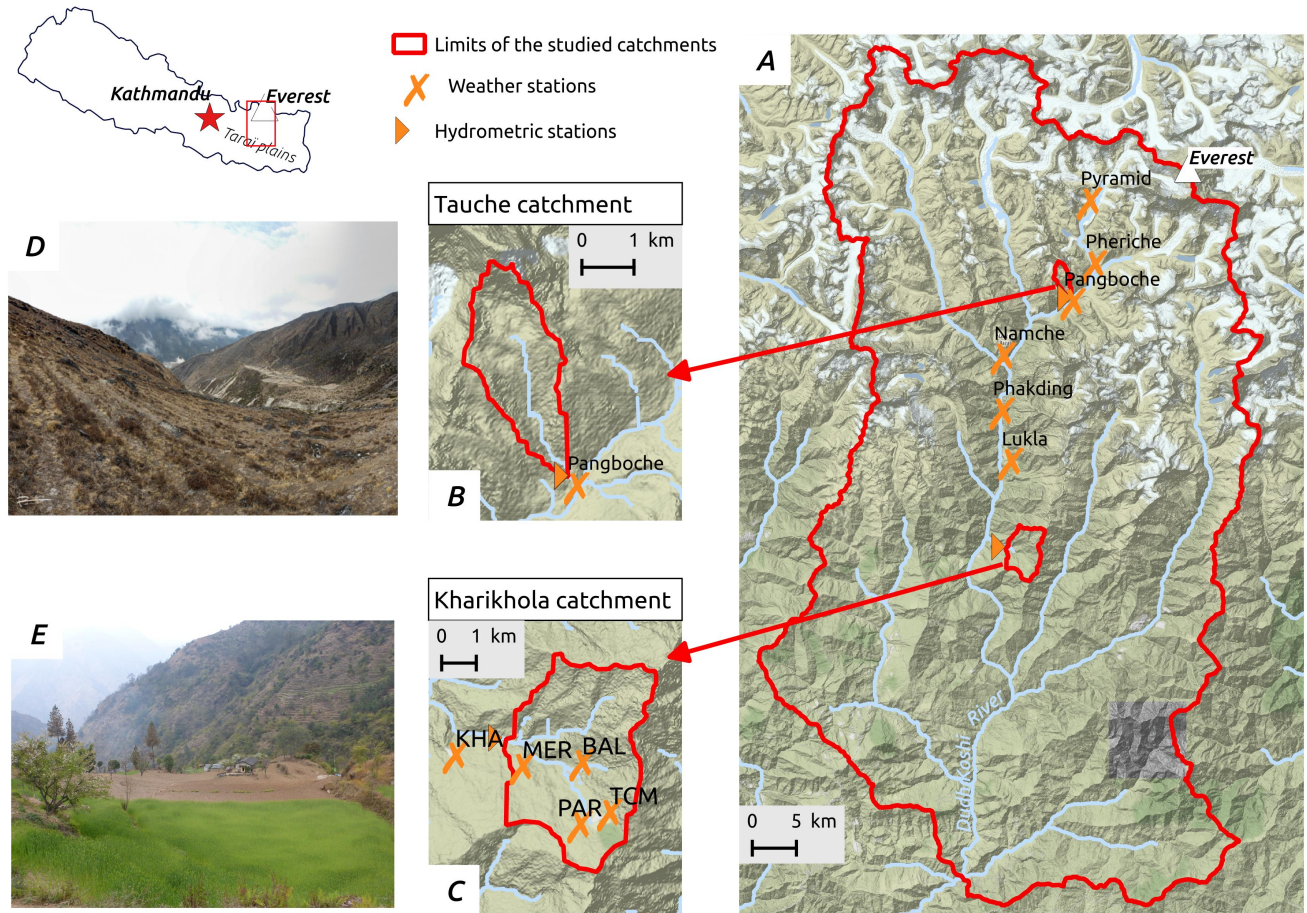 Kathmandu
Everest
Taraï plains
Limits of the studied catchments
Weather stations
Hydrometric stations
A
Everest
Pyramid
Pheriche
Pangboche
Namche
Phakding
Lukla
DudhKoshi River
0 5 km
Tauche catchment
0 1 km
Pangboche
B
D
Kharikhola catchment
0 1 km
KHA
MER
BAL
PAR
TCM
C
E